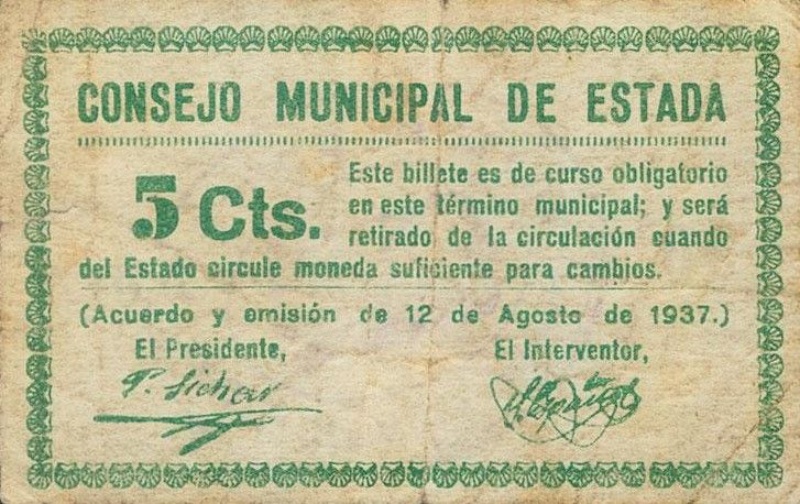 CONSEJO MUNICIPAL DE ESTADA
5 Cts.
Este billete es de curso obligatorio
en este término municipal; y será
retirado de la circulación cuando
del Estado circule moneda suficiente para cambios.
(Acuerdo y emisión de 12 de Agosto de 1937.)
El Presidente,
El Interventor,